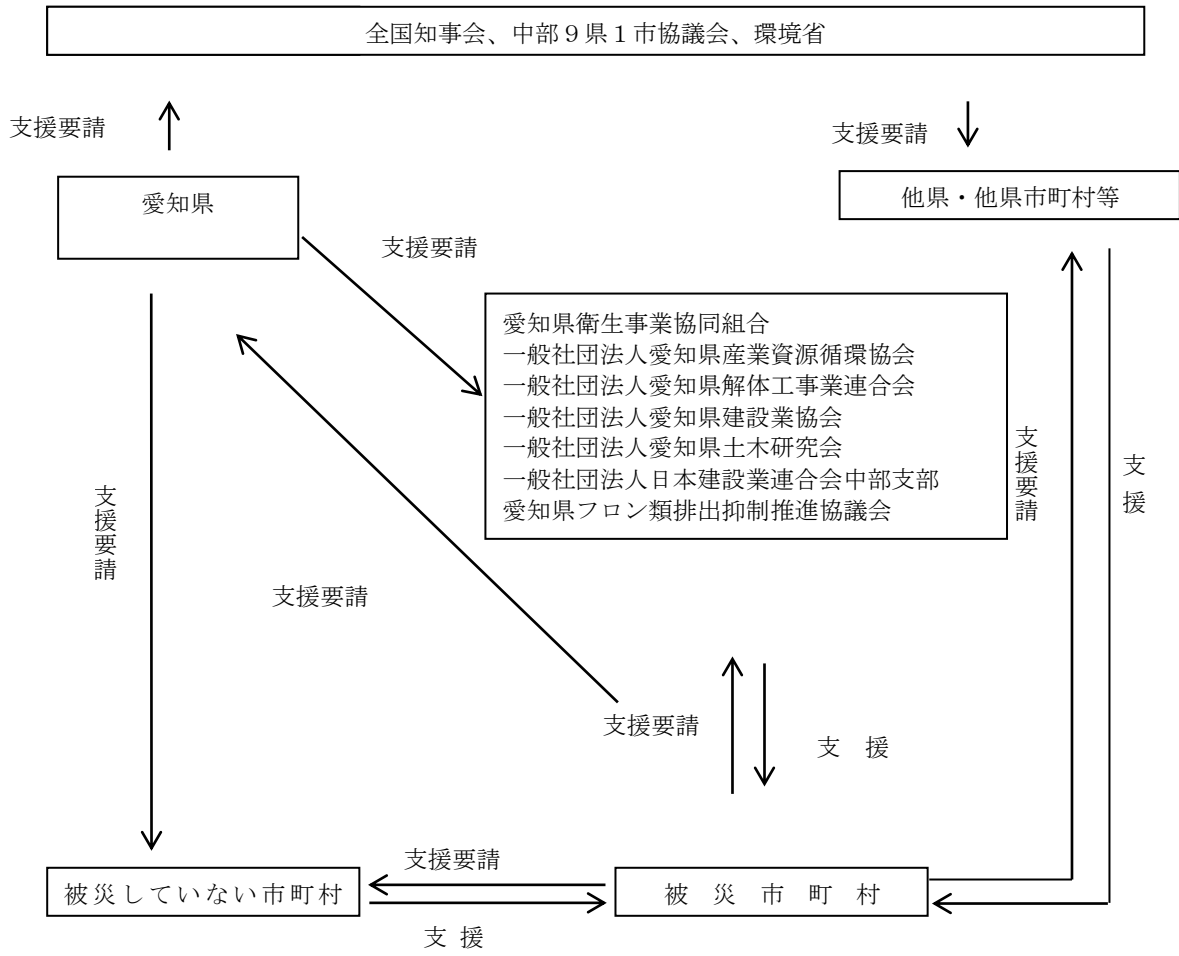 全国知事会、中部９県１市協議会、環境省
支援要請
支援要請
愛知県
他県・他県市町村等
支援要請
愛知県衛生事業協同組合
一般社団法人愛知県産業資源循環協会
一般社団法人愛知県解体工事業連合会
一般社団法人愛知県建設業協会
一般社団法人愛知県土木研究会
一般社団法人日本建設業連合会中部支部
愛知県フロン類排出抑制推進協議会
支援要請
支援
支援要請
支援要請
支援要請
支　援
支援要請
被災していない市町村
被　災　市　町　村
支 援